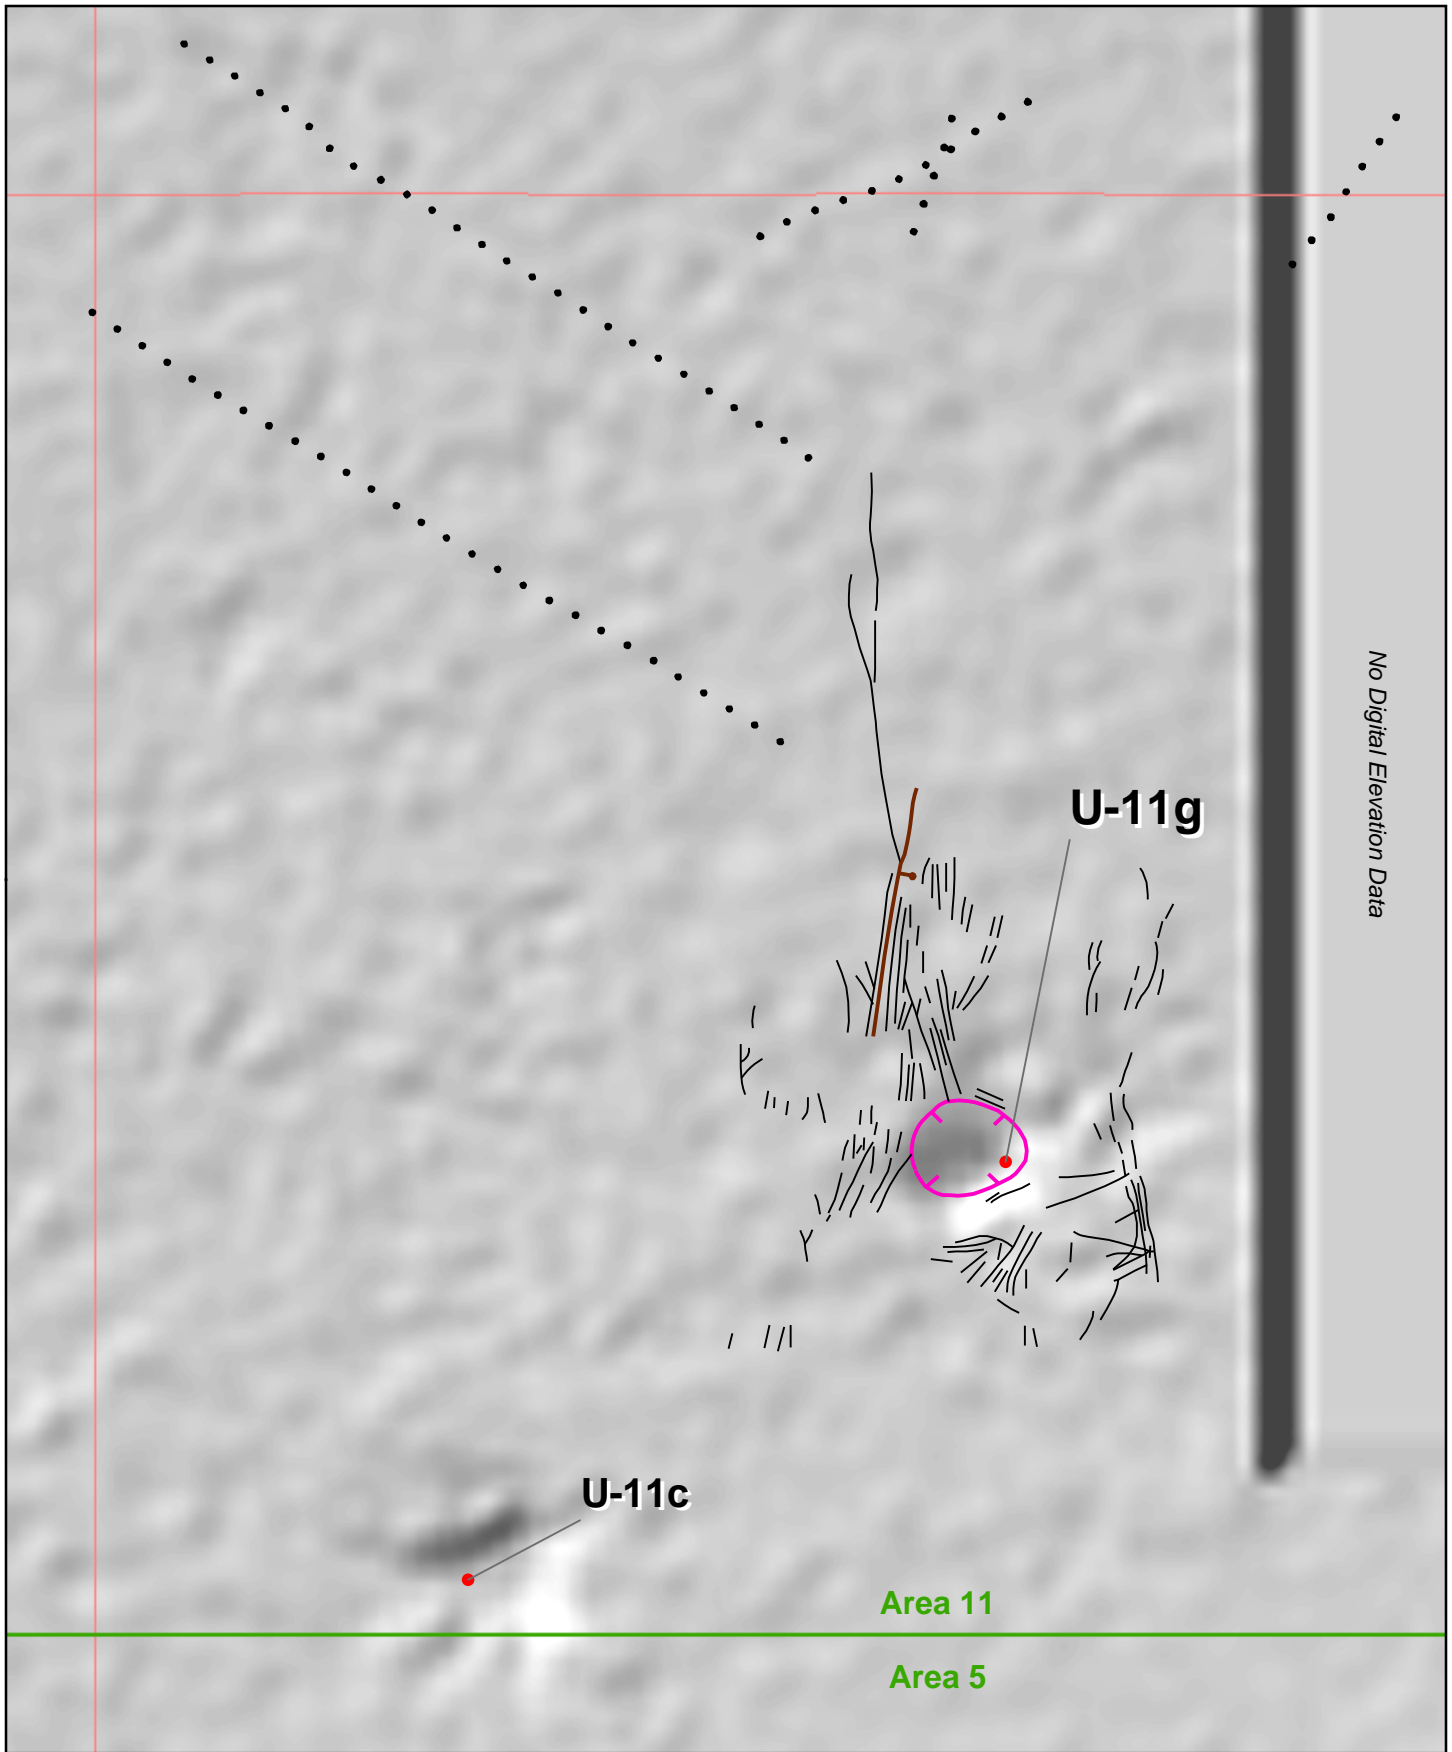 No Digital Elevation Data
U-11g
U-11c
Area 11
Area 5